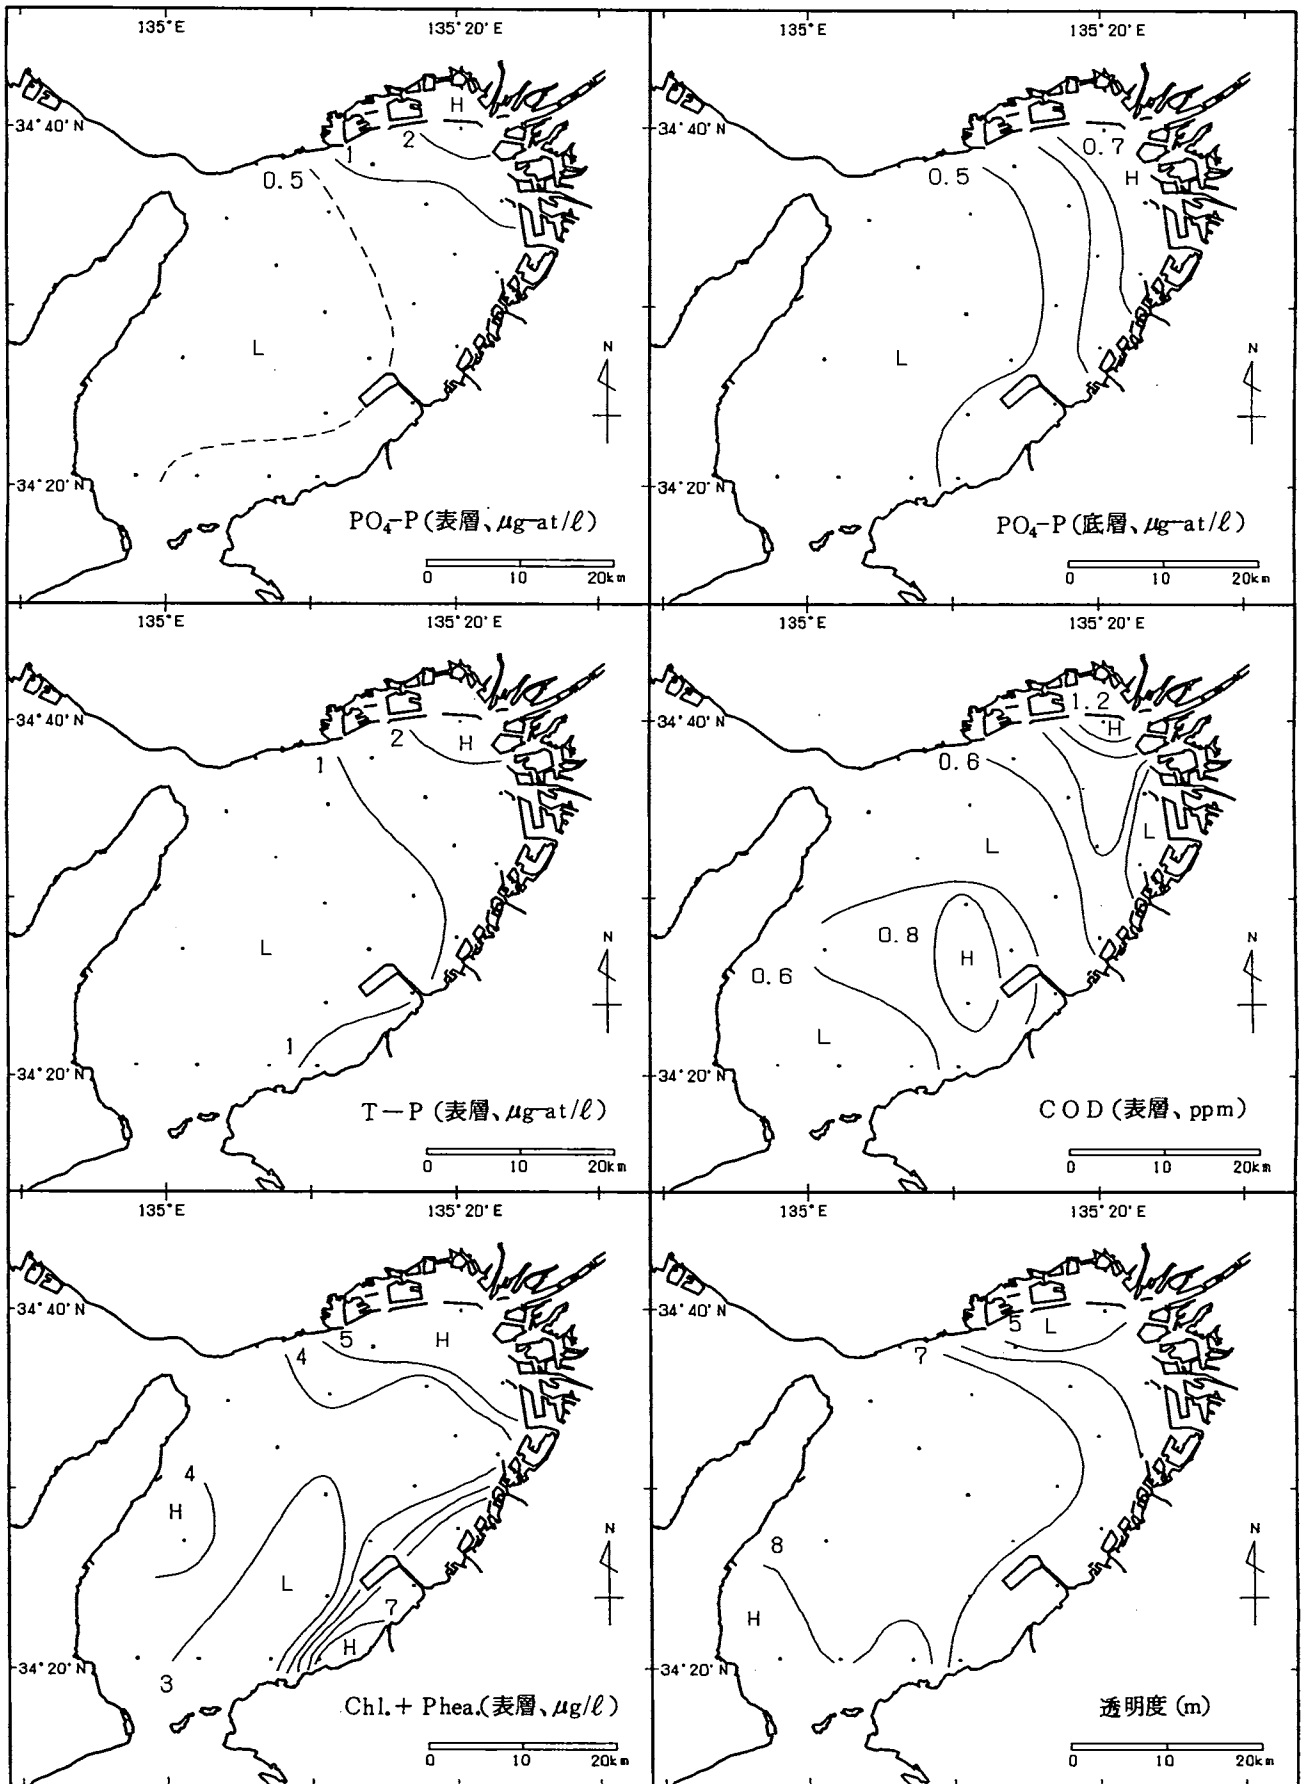 135°E
135°20'E
34°40'N
H
2
1
0.5
L
N
34°20'N
PO₄-P (表層、μg-at/ℓ)
0 10 20km
135°E
135°20'E
34°40'N
0.7
0.5
H
L
N
34°20'N
PO₄-P (底層、μg-at/ℓ)
0 10 20km
135°E
135°20'E
34°40'N
2
H
1
L
N
1
34°20'N
T-P (表層、μg-at/ℓ)
0 10 20km
135°E
135°20'E
34°40'N
1.2
H
0.6
L
L
0.8
H
0.6
N
L
34°20'N
COD (表層、ppm)
0 10 20km
135°E
135°20'E
34°40'N
5
H
4
4
H
L
N
7
H
34°20'N
3
Chl.+Phea.(表層、μg/ℓ)
0 10 20km
135°E
135°20'E
34°40'N
5
L
7
8
N
H
34°20'N
透明度 (m)
0 10 20km